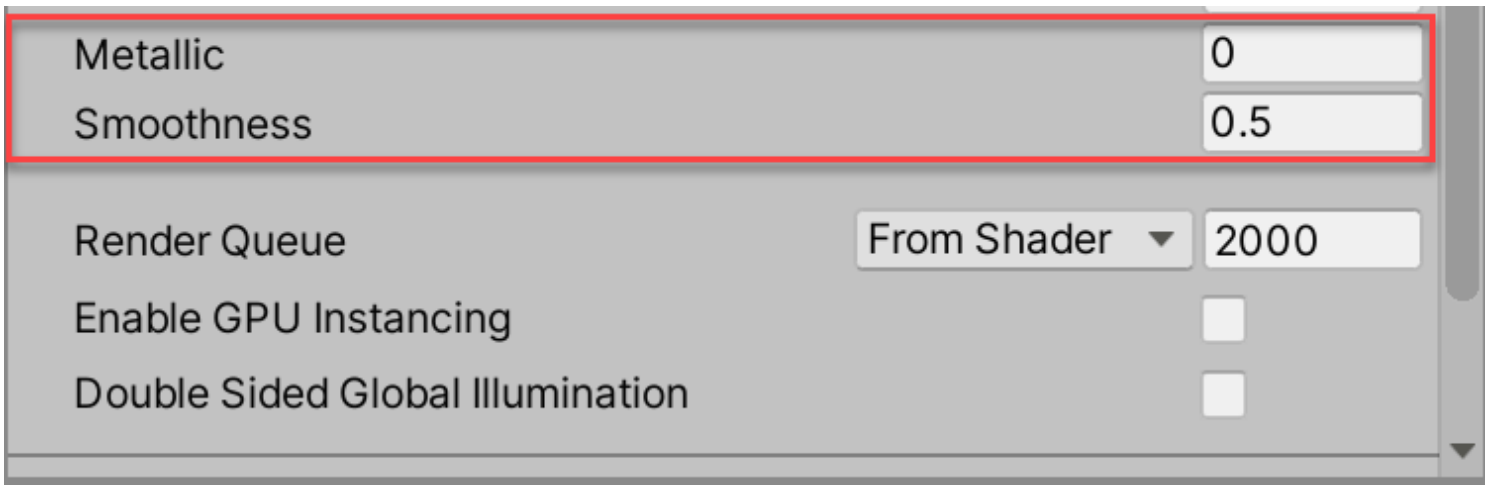 Metallic 0
Smoothness 0.5
Render Queue From Shader 2000
Enable GPU Instancing
Double Sided Global Illumination